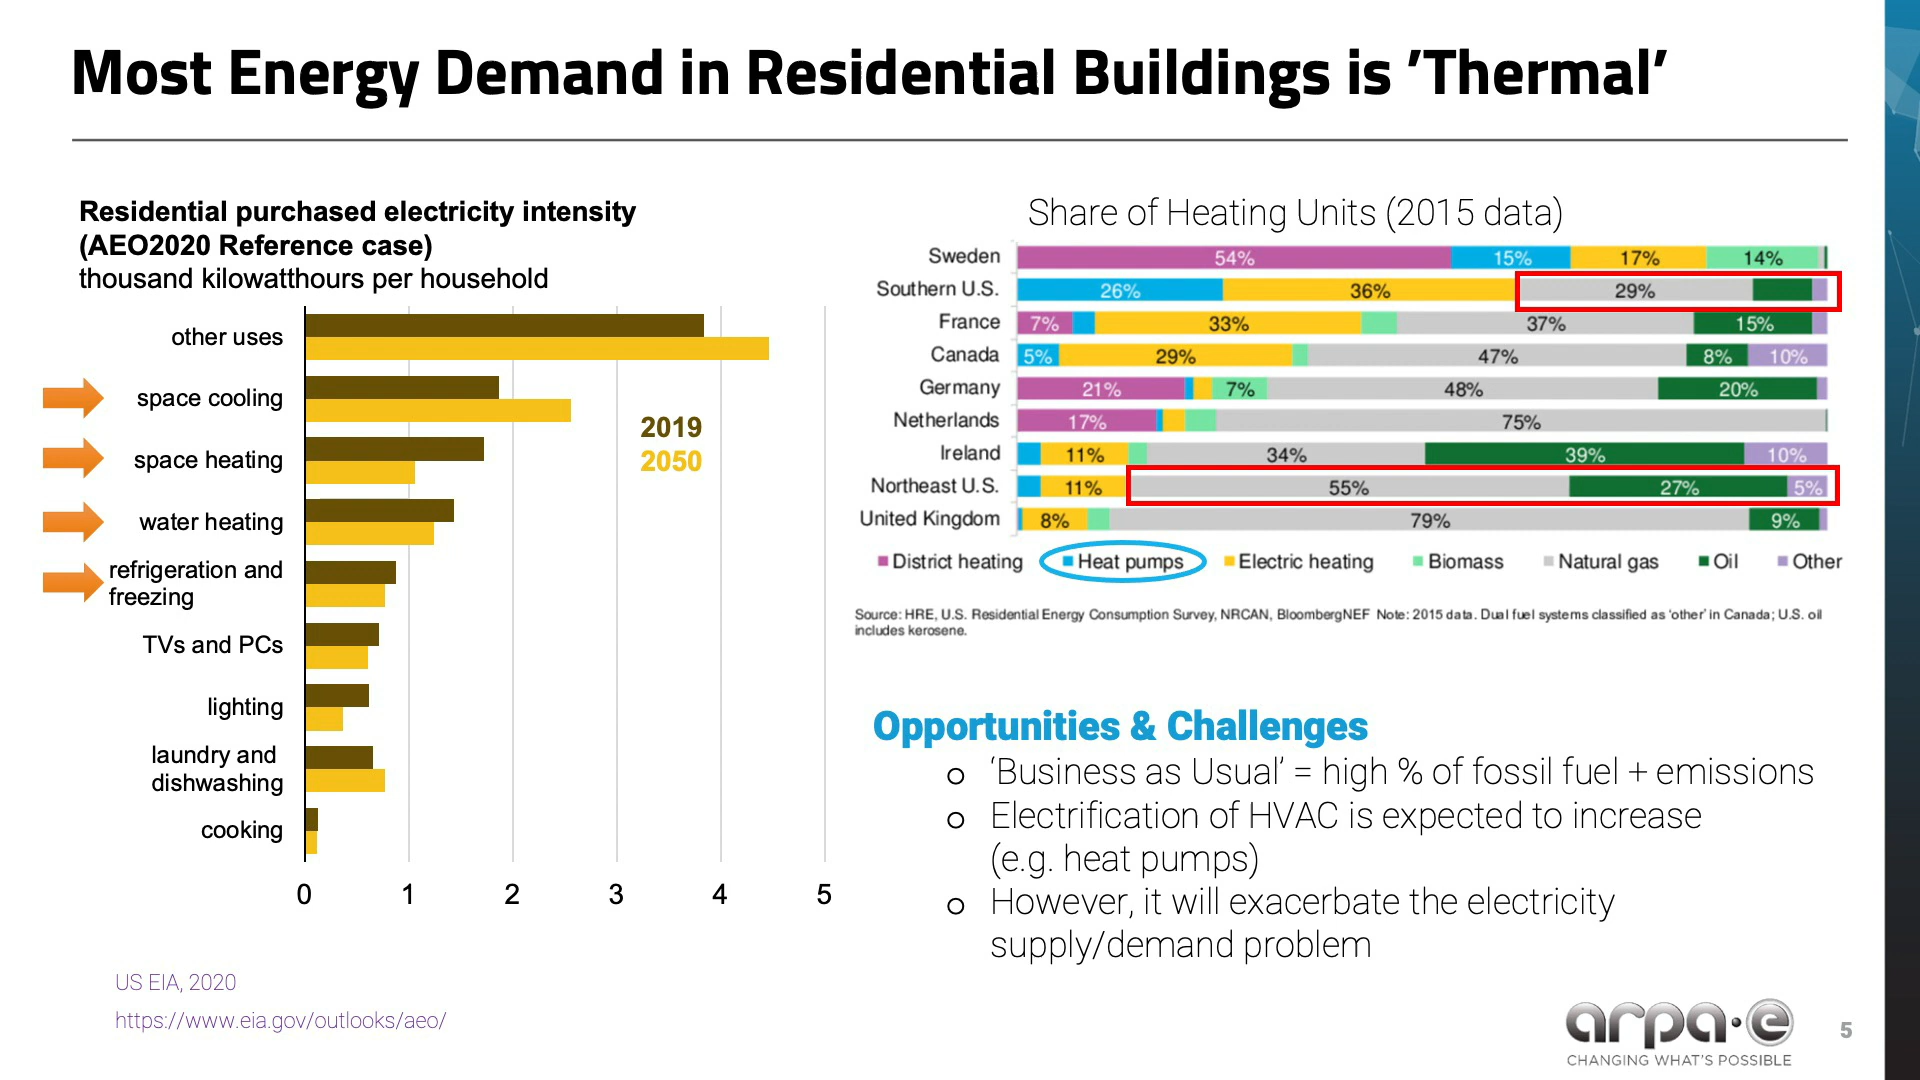 Most Energy Demand in Residential Buildings is ’Thermal’
Residential purchased electricity intensity
(AEO2020 Reference case)
thousand kilowatthours per household
other uses
space cooling
space heating
water heating
refrigeration and
freezing
TVs and PCs
lighting
laundry and
dishwashing
cooking
2019
2050
0 1 2 3 4 5
US EIA, 2020
https://www.eia.gov/outlooks/aeo/
Share of Heating Units (2015 data)
Sweden 54% 15% 17% 14%
Southern U.S. 26% 36% 29%
France 7% 33% 37% 15%
Canada 5% 29% 47% 8% 10%
Germany 21% 7% 48% 20%
Netherlands 17% 75%
Ireland 11% 34% 39% 10%
Northeast U.S. 11% 55% 27% 5%
United Kingdom 8% 79% 9%
District heating Heat pumps Electric heating Biomass Natural gas Oil Other
Source: HRE, U.S. Residential Energy Consumption Survey, NRCAN, BloombergNEF Note: 2015 data. Dual fuel systems classified as ‘other’ in Canada; U.S. oil
includes kerosene.
Opportunities & Challenges
o ‘Business as Usual’ = high % of fossil fuel + emissions
o Electrification of HVAC is expected to increase
(e.g. heat pumps)
o However, it will exacerbate the electricity
supply/demand problem
arpa·e
CHANGING WHAT’S POSSIBLE
5